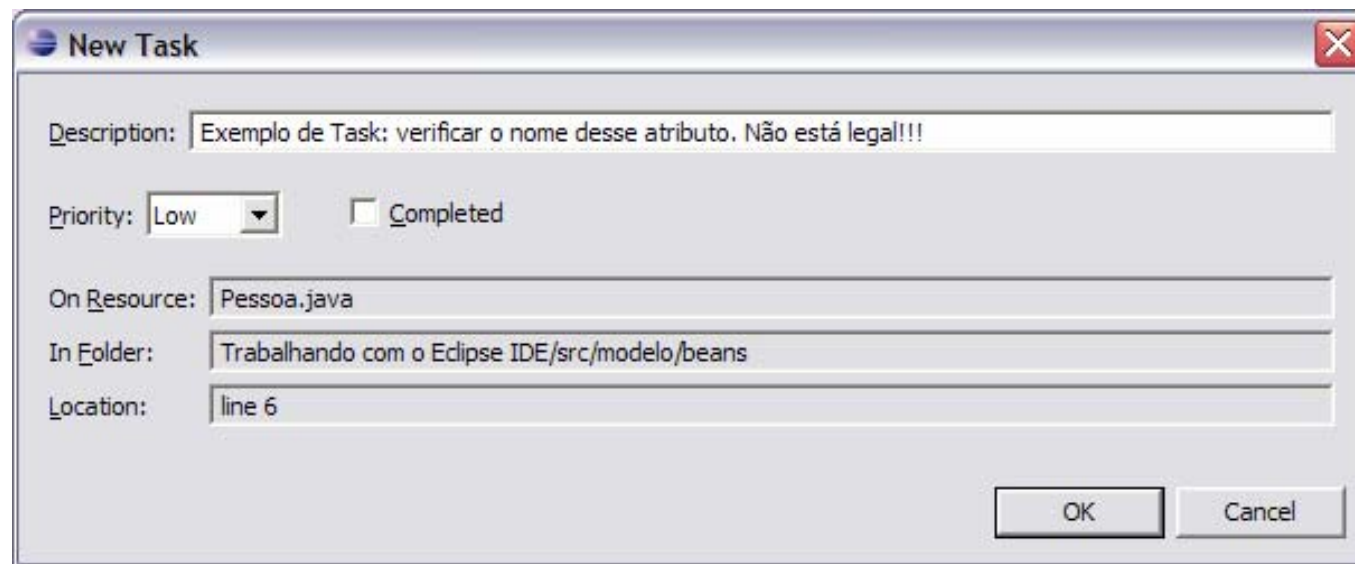 New Task
Description: Exemplo de Task: verificar o nome desse atributo. Não está legal!!!
Priority: Low Completed
On Resource: Pessoa.java
In Folder: Trabalhando com o Eclipse IDE/src/modelo/beans
Location: line 6
OK Cancel